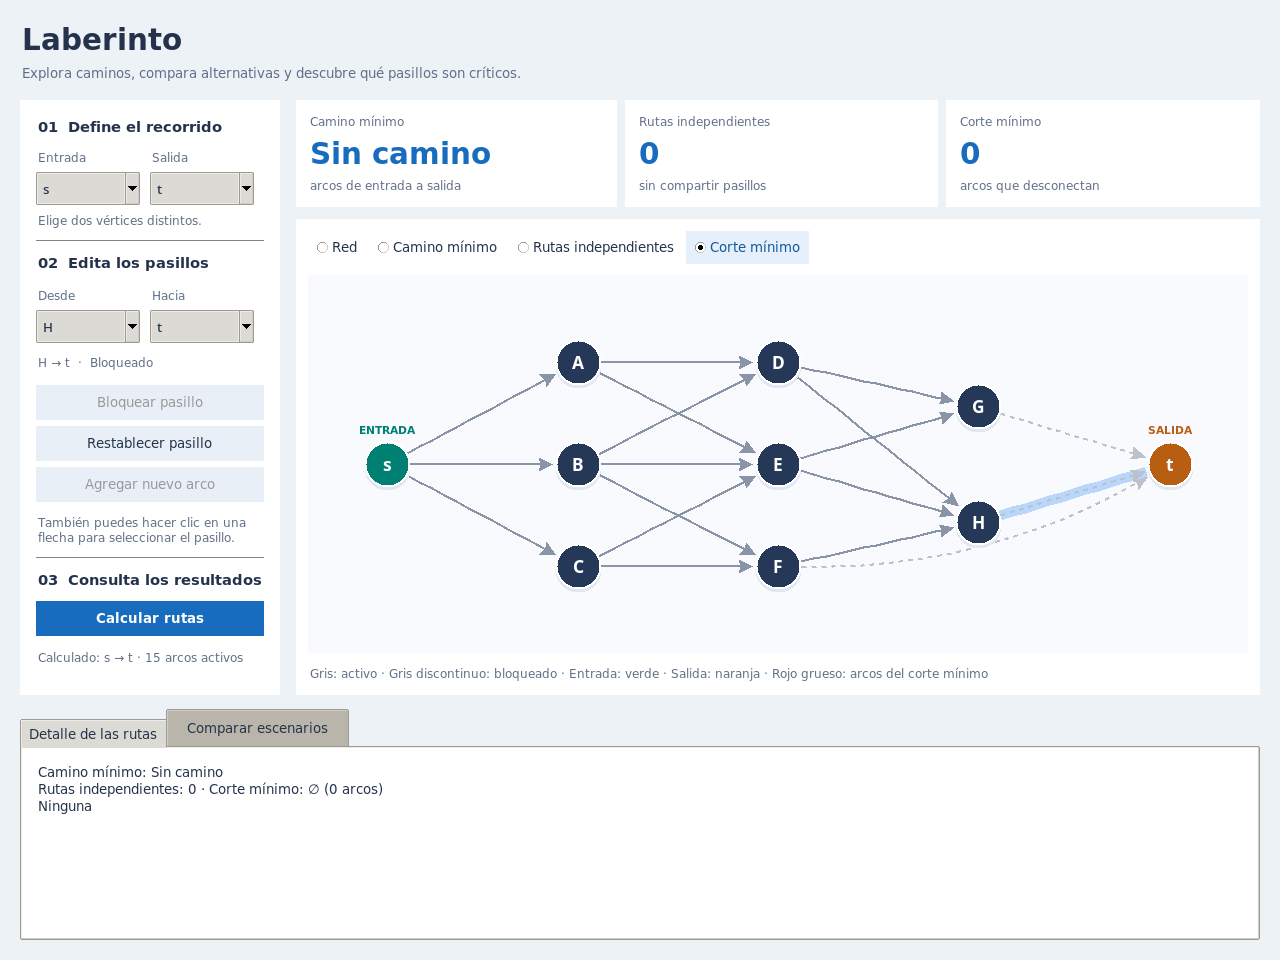 Laberinto
Explora caminos, compara alternativas y descubre qué pasillos son críticos.
01 Define el recorrido
Entrada Salida
s t
Elige dos vértices distintos.
02 Edita los pasillos
Desde Hacia
H t
H → t · Bloqueado
Bloquear pasillo
Restablecer pasillo
Agregar nuevo arco
También puedes hacer clic en una
flecha para seleccionar el pasillo.
03 Consulta los resultados
Calcular rutas
Calculado: s → t · 15 arcos activos
Camino mínimo
Sin camino
arcos de entrada a salida
Rutas independientes
0
sin compartir pasillos
Corte mínimo
0
arcos que desconectan
Red Camino mínimo Rutas independientes Corte mínimo
A D
G
ENTRADA SALIDA
s B E t
H
C F
Gris: activo · Gris discontinuo: bloqueado · Entrada: verde · Salida: naranja · Rojo grueso: arcos del corte mínimo
Detalle de las rutas Comparar escenarios
Camino mínimo: Sin camino
Rutas independientes: 0 · Corte mínimo: ∅ (0 arcos)
Ninguna